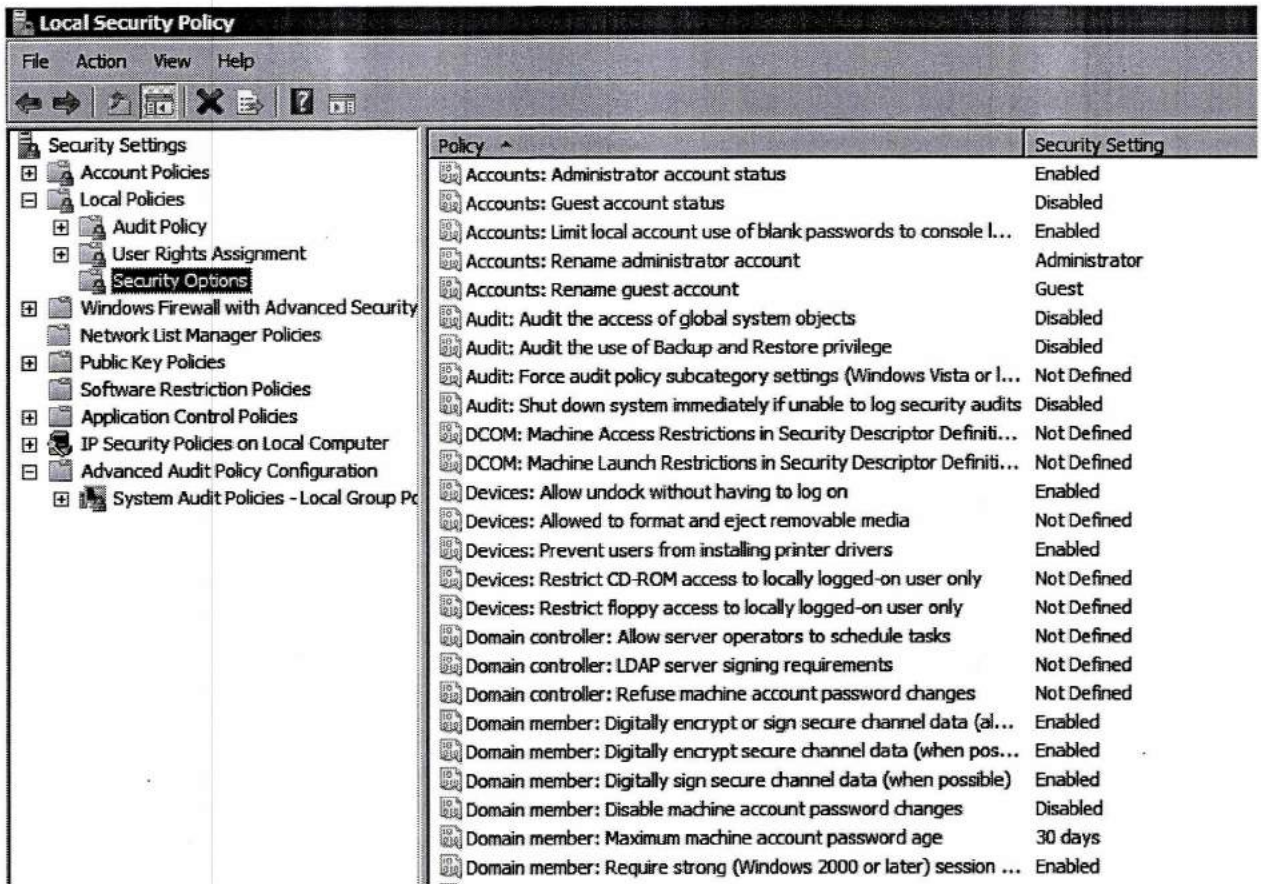 Local Security Policy
File Action View Help
Security Settings
Account Policies
Local Policies
Audit Policy
User Rights Assignment
Security Options
Windows Firewall with Advanced Security
Network List Manager Policies
Public Key Policies
Software Restriction Policies
Application Control Policies
IP Security Policies on Local Computer
Advanced Audit Policy Configuration
System Audit Policies - Local Group Po
Policy Security Setting
Accounts: Administrator account status Enabled
Accounts: Guest account status Disabled
Accounts: Limit local account use of blank passwords to console l... Enabled
Accounts: Rename administrator account Administrator
Accounts: Rename guest account Guest
Audit: Audit the access of global system objects Disabled
Audit: Audit the use of Backup and Restore privilege Disabled
Audit: Force audit policy subcategory settings (Windows Vista or l... Not Defined
Audit: Shut down system immediately if unable to log security audits Disabled
DCOM: Machine Access Restrictions in Security Descriptor Definiti... Not Defined
DCOM: Machine Launch Restrictions in Security Descriptor Definiti... Not Defined
Devices: Allow undock without having to log on Enabled
Devices: Allowed to format and eject removable media Not Defined
Devices: Prevent users from installing printer drivers Enabled
Devices: Restrict CD-ROM access to locally logged-on user only Not Defined
Devices: Restrict floppy access to locally logged-on user only Not Defined
Domain controller: Allow server operators to schedule tasks Not Defined
Domain controller: LDAP server signing requirements Not Defined
Domain controller: Refuse machine account password changes Not Defined
Domain member: Digitally encrypt or sign secure channel data (al... Enabled
Domain member: Digitally encrypt secure channel data (when pos... Enabled
Domain member: Digitally sign secure channel data (when possible) Enabled
Domain member: Disable machine account password changes Disabled
Domain member: Maximum machine account password age 30 days
Domain member: Require strong (Windows 2000 or later) session ... Enabled